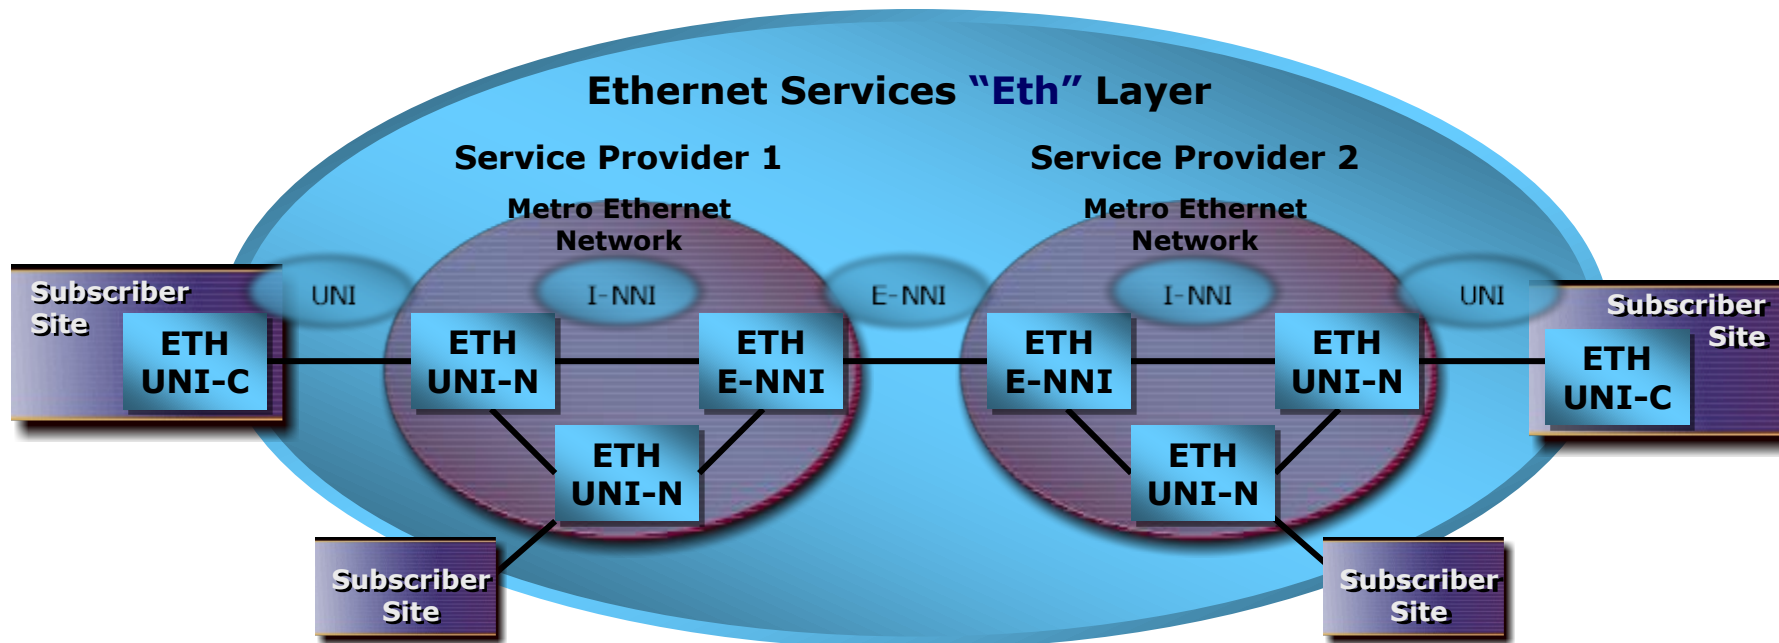 Ethernet Services “Eth” Layer
Service Provider 1
Service Provider 2
Metro Ethernet
Network
Metro Ethernet
Network
Subscriber
Site
UNI
I-NNI
E-NNI
I-NNI
UNI
Subscriber
Site
ETH
UNI-C
ETH
UNI-N
ETH
E-NNI
ETH
E-NNI
ETH
UNI-N
ETH
UNI-C
ETH
UNI-N
ETH
UNI-N
Subscriber
Site
Subscriber
Site